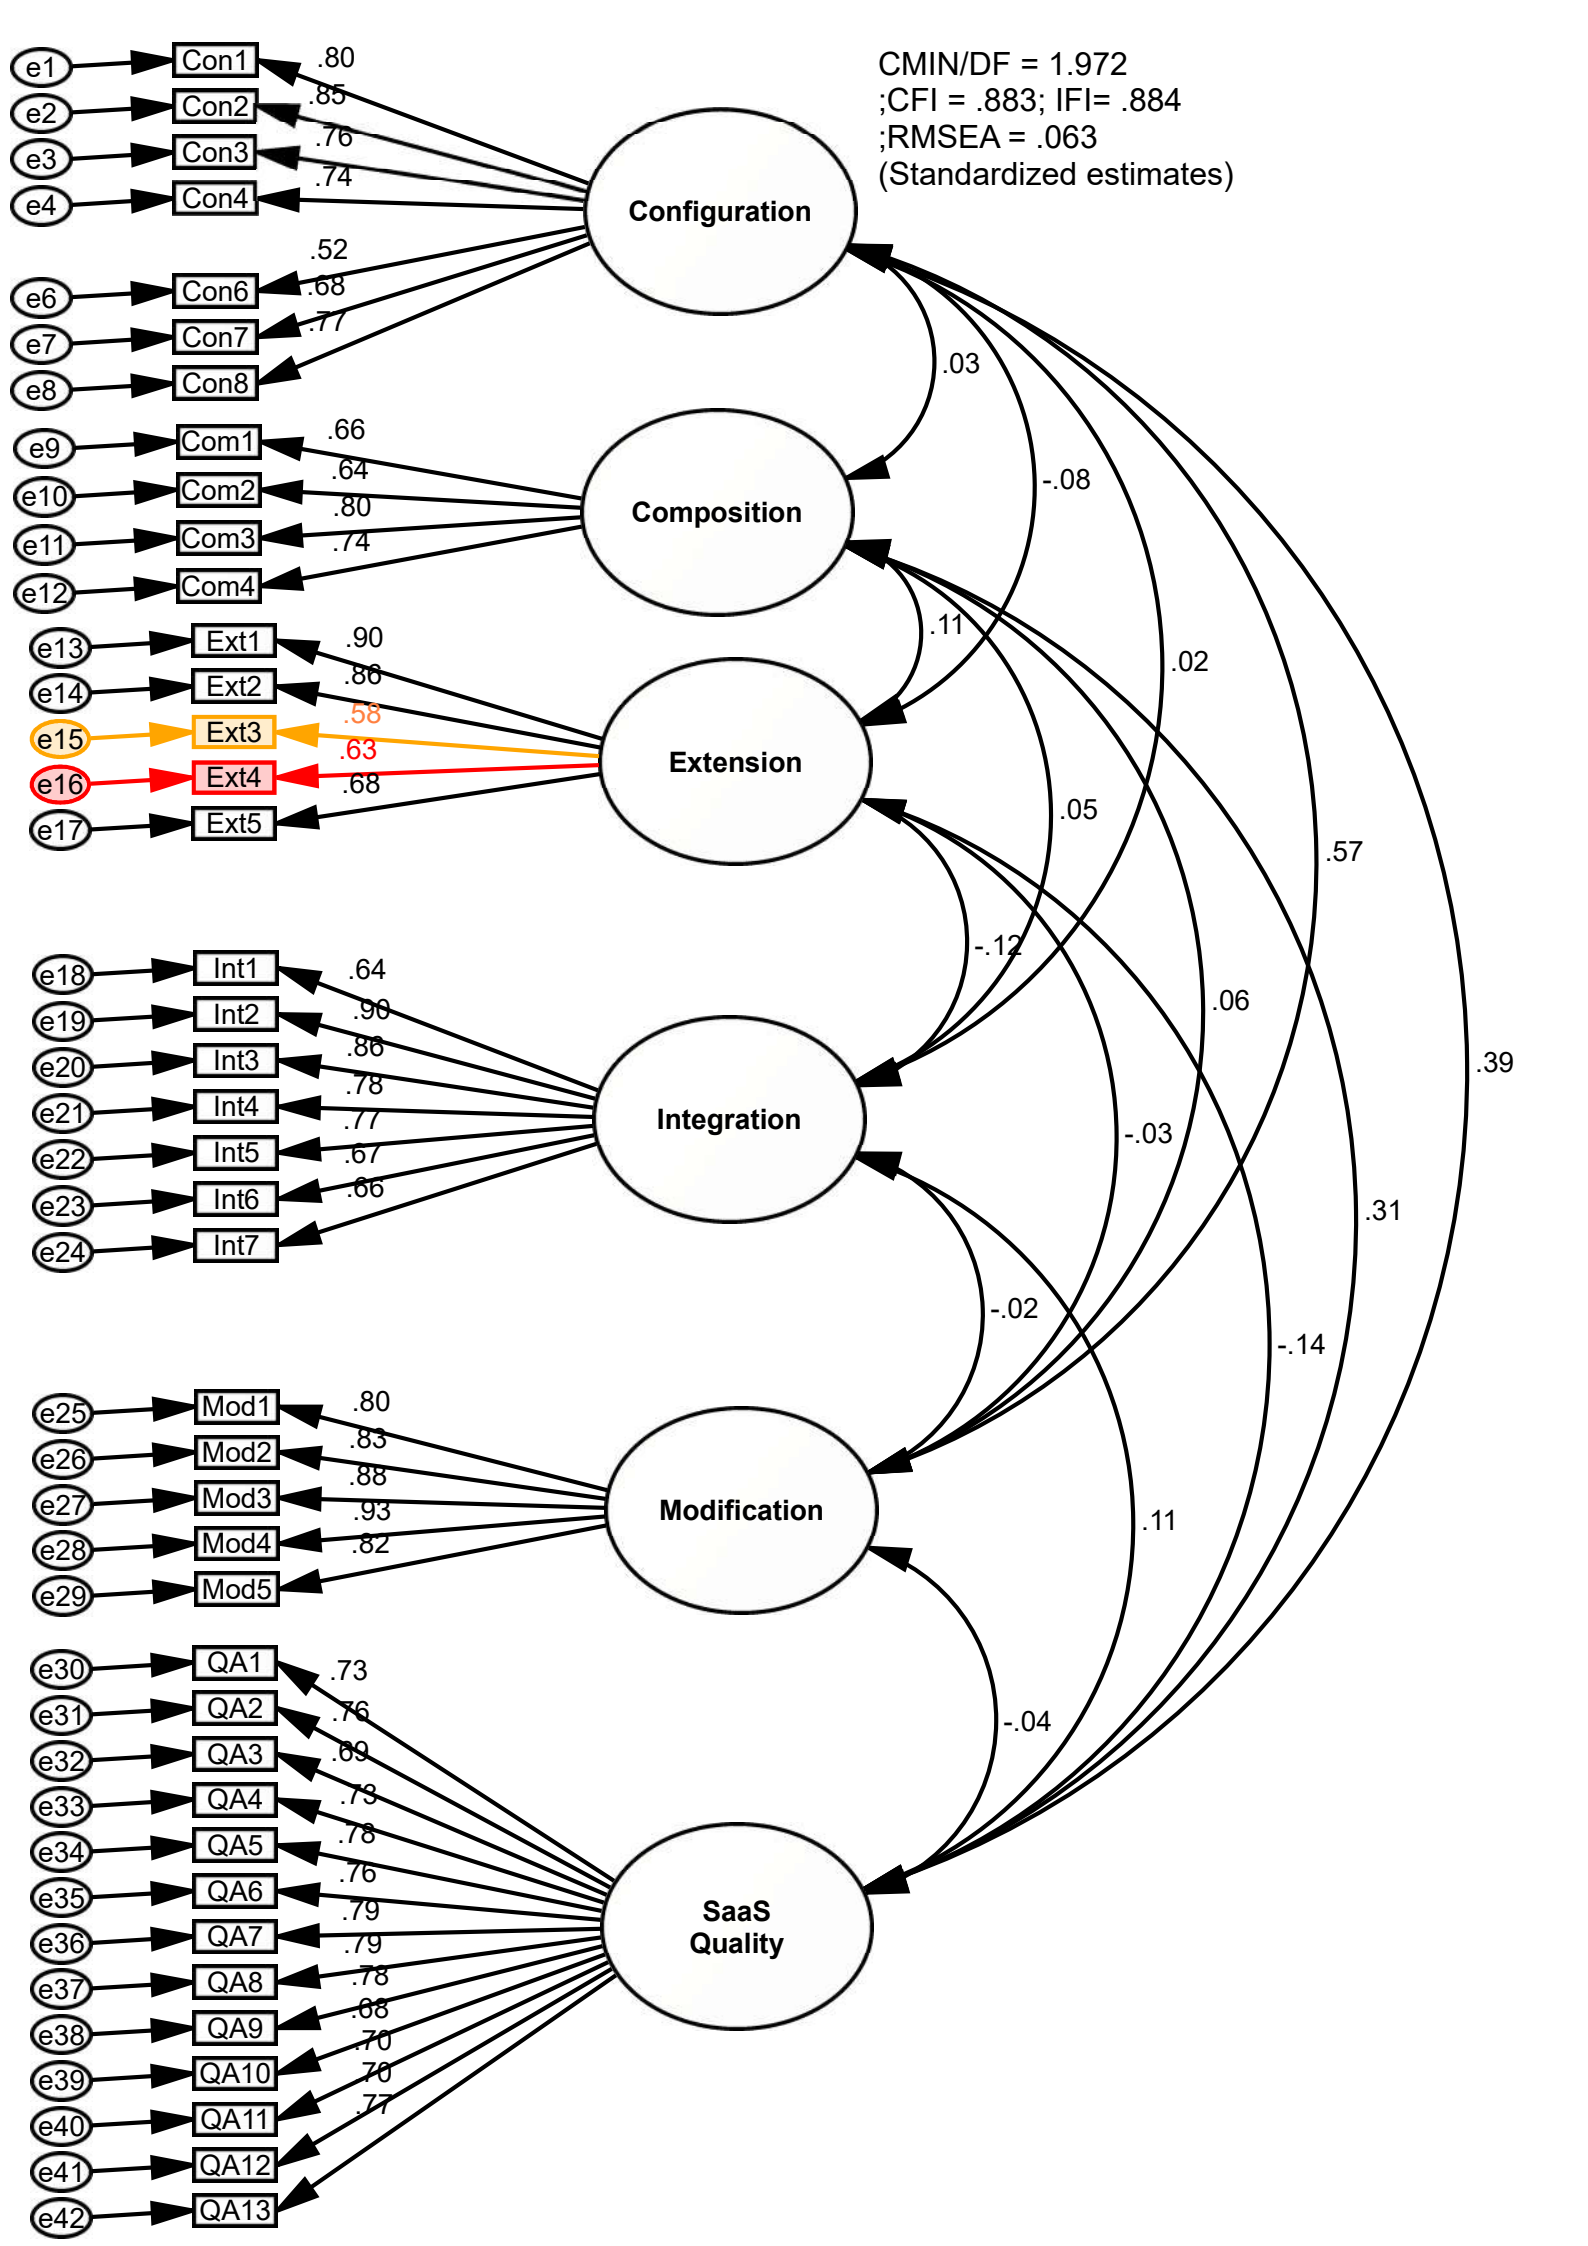 CMIN/DF = 1.972
;CFI = .883; IFI= .884
;RMSEA = .063
(Standardized estimates)
e1 Con1 .80
e2 Con2 .85
e3 Con3 .76
e4 Con4 .74
Configuration
e6 Con6 .52
e7 Con7 .68
e8 Con8 .77
.03
e9 Com1 .66
e10 Com2 .64
e11 Com3 .80
e12 Com4 .74
Composition
-.08
.11
e13 Ext1 .90
e14 Ext2 .86
e15 Ext3 .58
e16 Ext4 .63
e17 Ext5 .68
Extension
.02
.05
.57
-.12
e18 Int1 .64
e19 Int2 .90
e20 Int3 .86
e21 Int4 .78
e22 Int5 .77
e23 Int6 .67
e24 Int7 .66
Integration
.06
.39
-.03
.31
-.02
-.14
e25 Mod1 .80
e26 Mod2 .83
e27 Mod3 .88
e28 Mod4 .93
e29 Mod5 .82
Modification
.11
-.04
e30 QA1 .73
e31 QA2 .76
e32 QA3 .69
e33 QA4 .73
e34 QA5 .78
e35 QA6 .76
e36 QA7 .79
e37 QA8 .79
e38 QA9 .78
e39 QA10 .68
e40 QA11 .70
e41 QA12 .70
e42 QA13 .77
SaaS
Quality